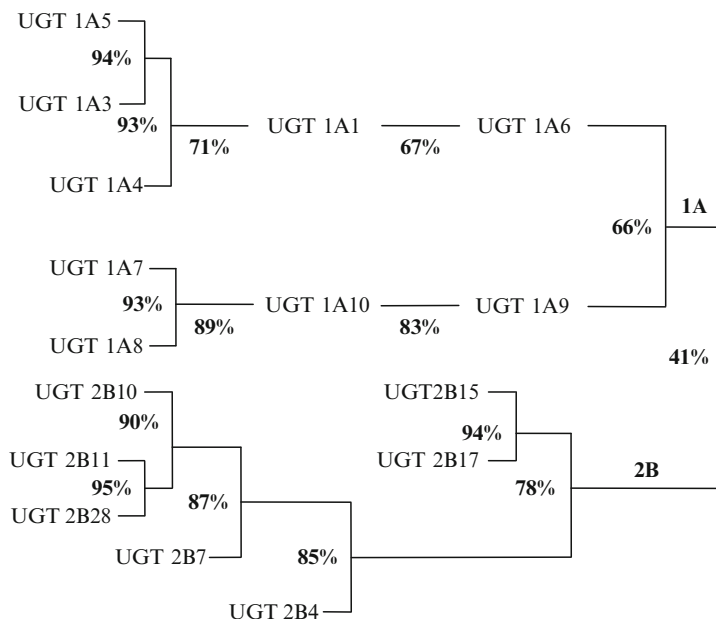 UGT 1A5
94%
UGT 1A3
93%
UGT 1A1
UGT 1A6
71%
67%
UGT 1A4
1A
66%
UGT 1A7
93%
UGT 1A10
UGT 1A9
89%
83%
UGT 1A8
41%
UGT 2B10
UGT2B15
90%
94%
UGT 2B11
UGT 2B17
2B
95%
87%
78%
UGT 2B28
UGT 2B7
85%
UGT 2B4